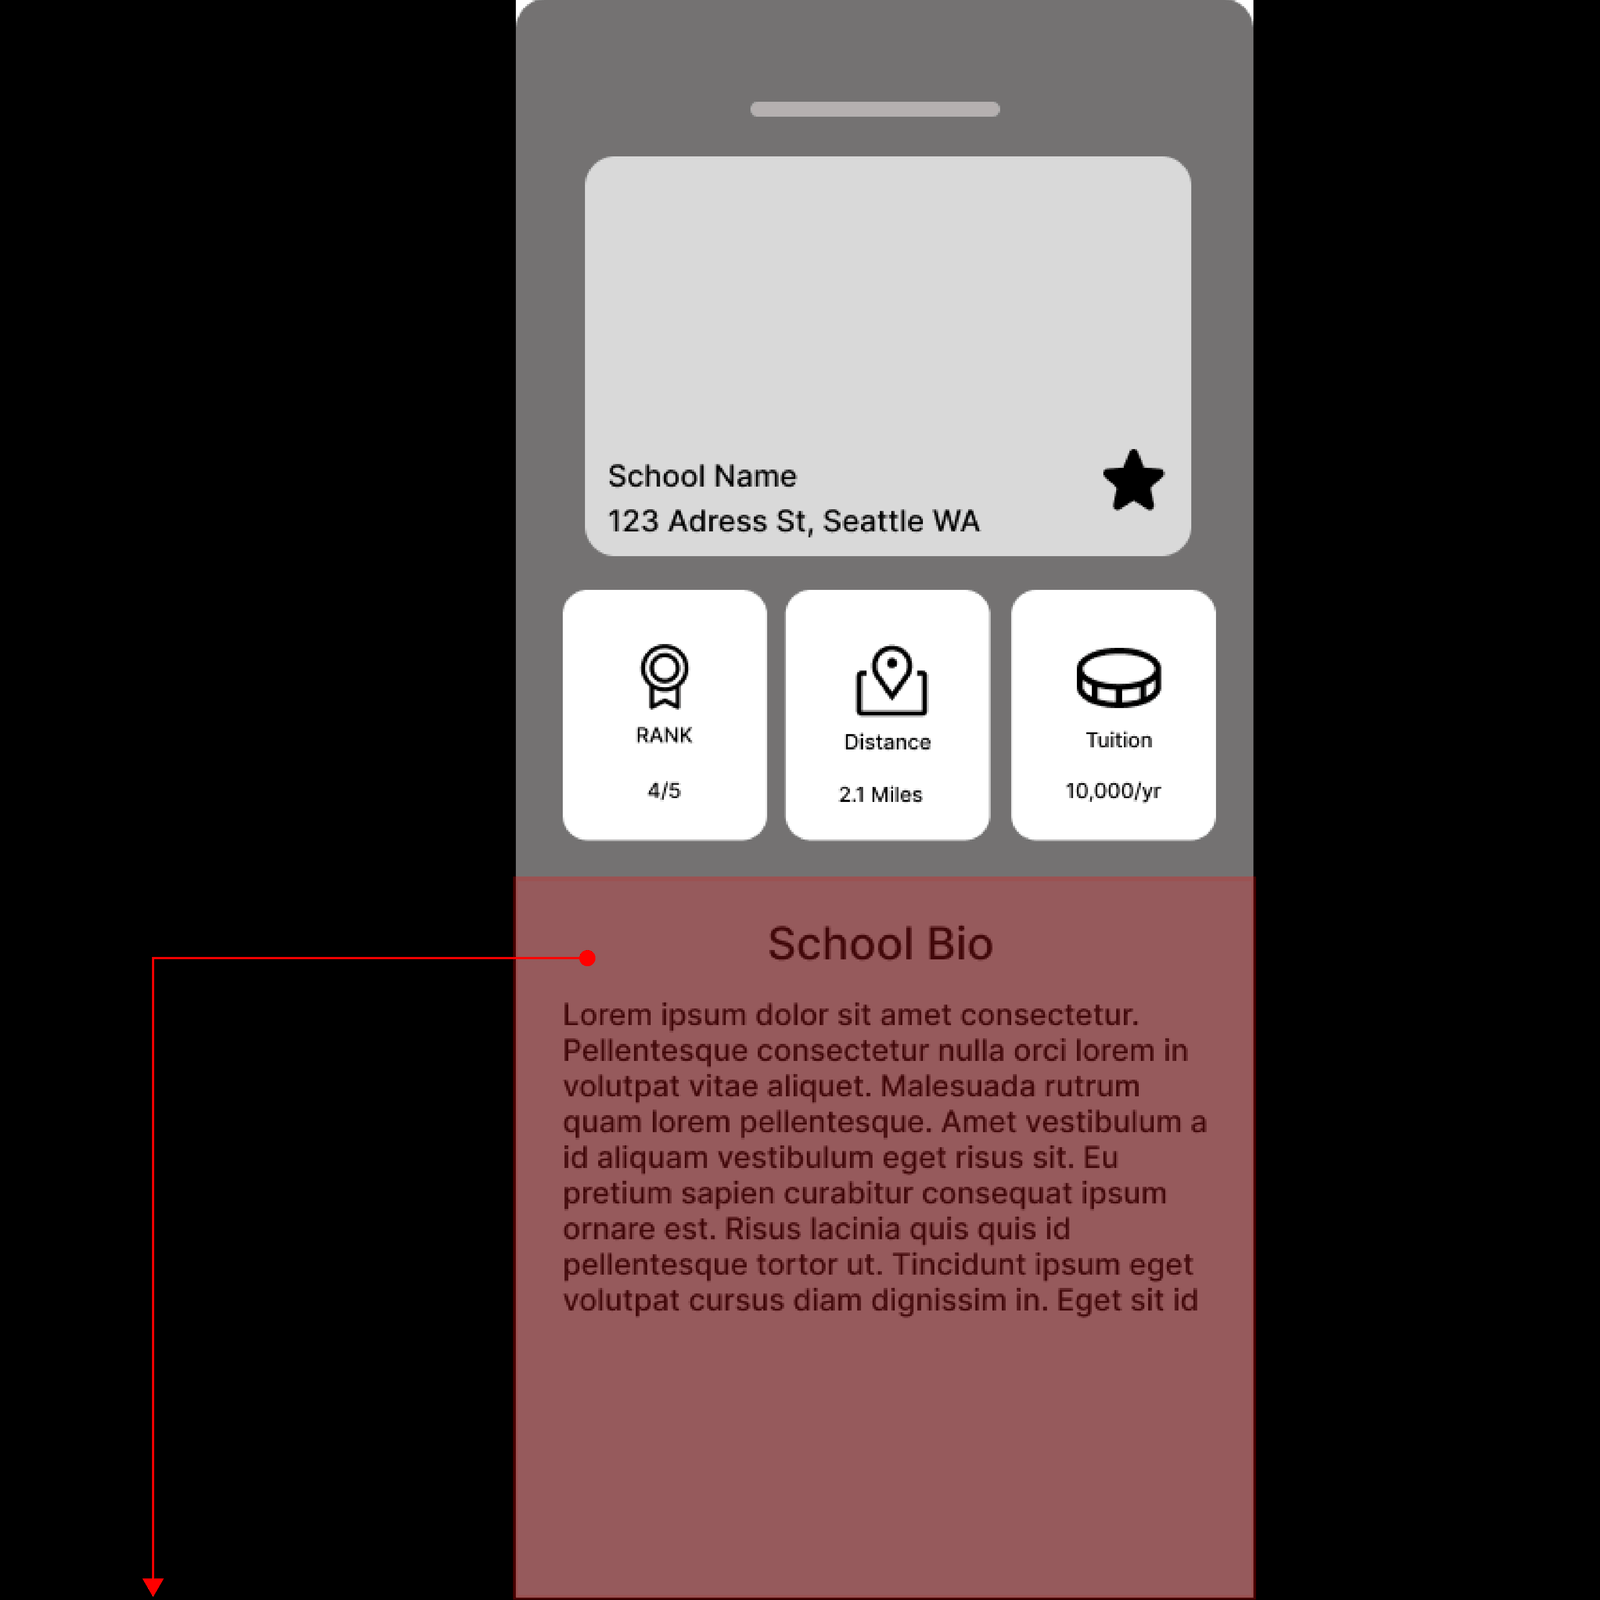 School Name
123 Adress St, Seattle WA
RANK
4/5
Distance
2.1 Miles
Tuition
10,000/yr
School Bio
Lorem ipsum dolor sit amet consectetur.
Pellentesque consectetur nulla orci lorem in
volutpat vitae aliquet. Malesuada rutrum
quam lorem pellentesque. Amet vestibulum a
id aliquam vestibulum eget risus sit. Eu
pretium sapien curabitur consequat ipsum
ornare est. Risus lacinia quis quis id
pellentesque tortor ut. Tincidunt ipsum eget
volutpat cursus diam dignissim in. Eget sit id